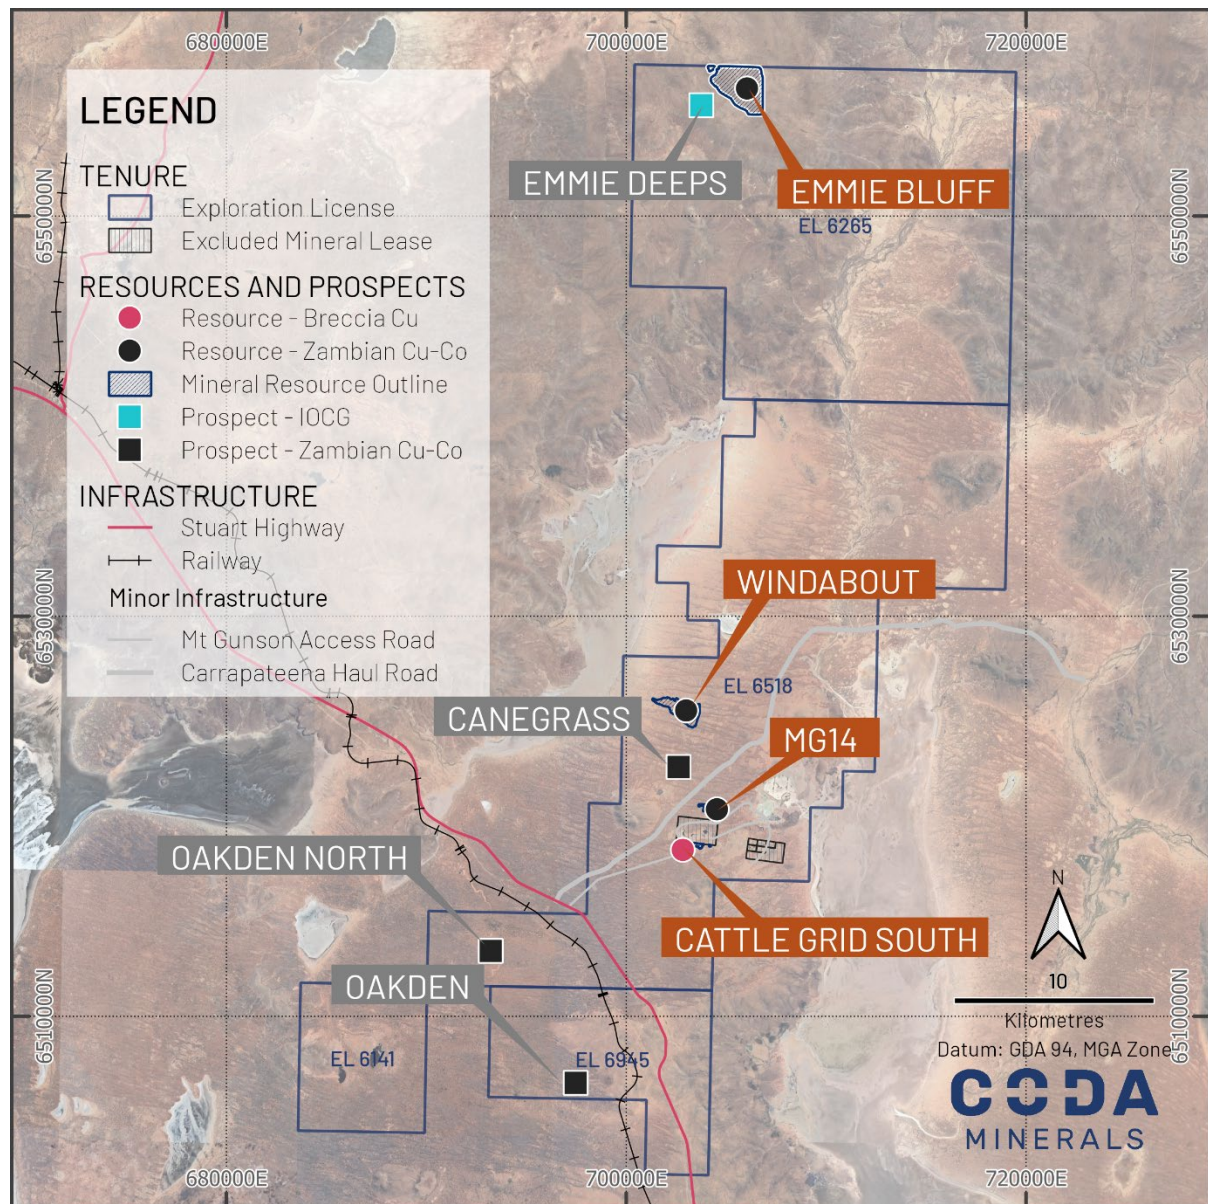 680000E
700000E
720000E
LEGEND
TENURE
Exploration License
Excluded Mineral Lease
RESOURCES AND PROSPECTS
Resource - Breccia Cu
Resource - Zambian Cu-Co
Mineral Resource Outline
Prospect - IOCG
Prospect - Zambian Cu-Co
INFRASTRUCTURE
Stuart Highway
Railway
Minor Infrastructure
Mt Gunson Access Road
Carrapateena Haul Road
EMMIE DEEPS
EMMIE BLUFF
EL 6265
6550000N
6550000N
WINDABOUT
6530000N
6530000N
EL 6518
CANEGRASS
MG14
OAKDEN NORTH
CATTLE GRID SOUTH
OAKDEN
N
10
Kilometres
Datum: GDA 94, MGA Zone
6510000N
6510000N
EL 6141
EL 6945
CODA
MINERALS
680000E
700000E
720000E